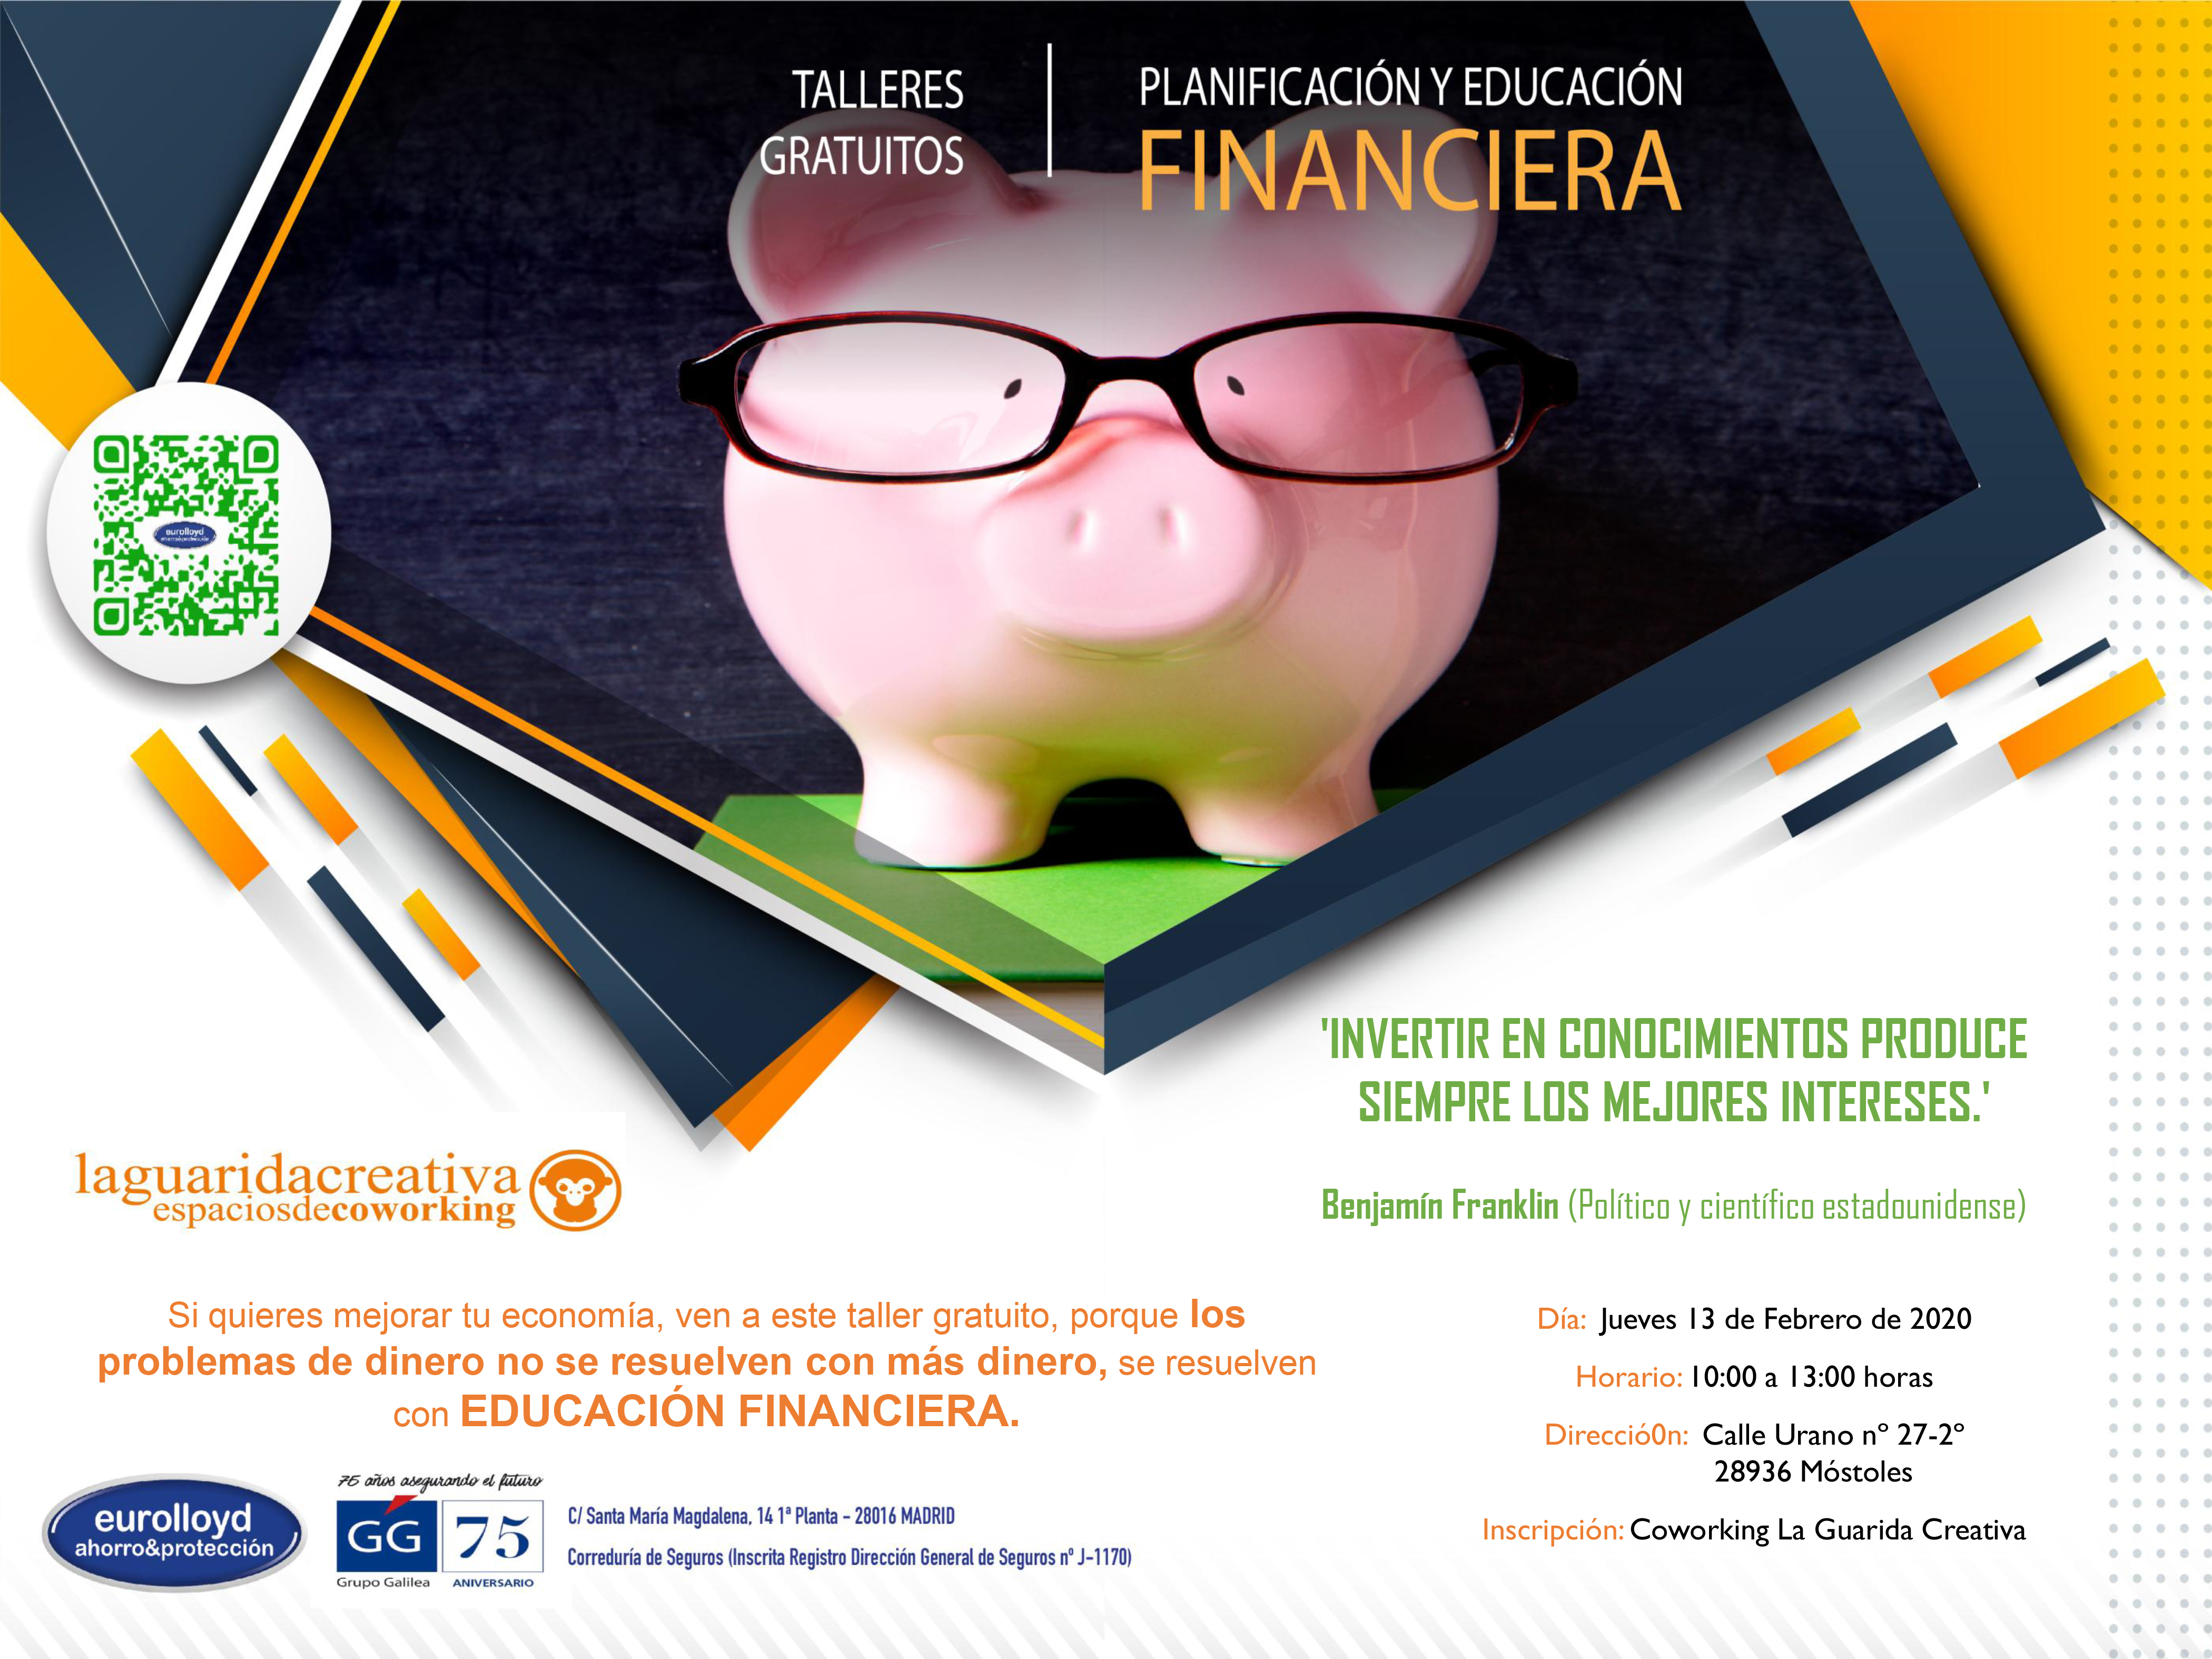 TALLERES
GRATUITOS
PLANIFICACIÓN Y EDUCACIÓN
FINANCIERA
eurolloyd
ahorro&protección
'INVERTIR EN CONOCIMIENTOS PRODUCE
SIEMPRE LOS MEJORES INTERESES.'
Benjamín Franklin (Político y científico estadounidense)
laguaridacreativa
espaciosdecoworking
Si quieres mejorar tu economía, ven a este taller gratuito, porque los
problemas de dinero no se resuelven con más dinero, se resuelven
con EDUCACIÓN FINANCIERA.
Día: Jueves 13 de Febrero de 2020
Horario: 10:00 a 13:00 horas
Direcció0n: Calle Urano nº 27-2º
28936 Móstoles
Inscripción: Coworking La Guarida Creativa
eurolloyd
ahorro&protección
75 años asegurando el futuro
GG 75
Grupo Galilea ANIVERSARIO
C/ Santa María Magdalena, 14 1ª Planta - 28016 MADRID
Correduría de Seguros (Inscrita Registro Dirección General de Seguros nº J-1170)